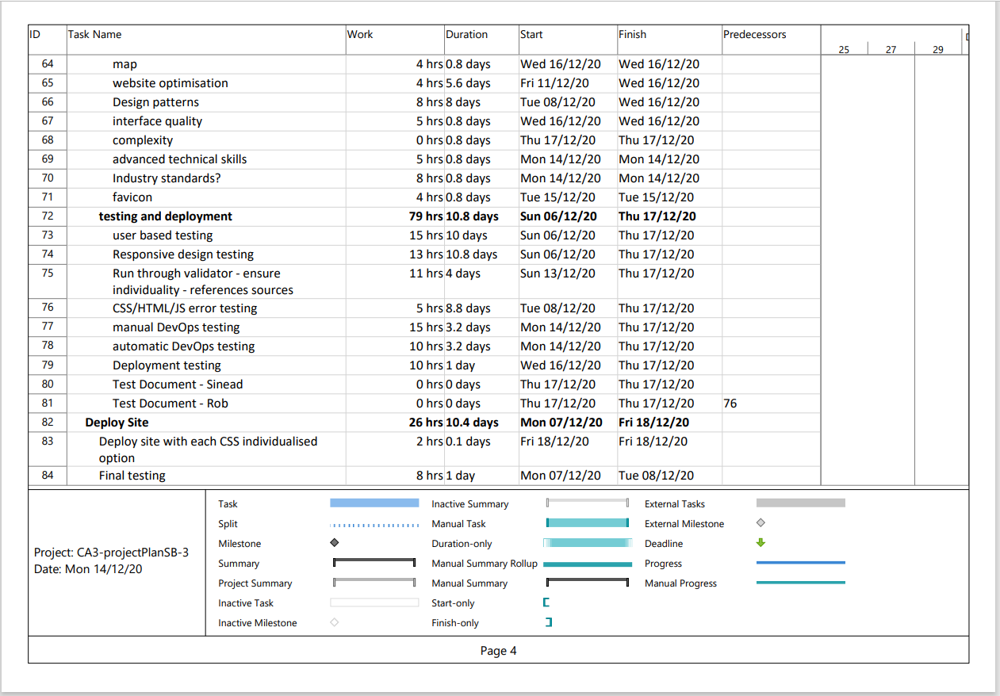 ID Task Name Work Duration Start Finish Predecessors
25 27 29
64 map 4 hrs 0.8 days Wed 16/12/20 Wed 16/12/20
65 website optimisation 4 hrs 5.6 days Fri 11/12/20 Wed 16/12/20
66 Design patterns 8 hrs 8 days Tue 08/12/20 Wed 16/12/20
67 interface quality 5 hrs 0.8 days Wed 16/12/20 Wed 16/12/20
68 complexity 0 hrs 0.8 days Thu 17/12/20 Thu 17/12/20
69 advanced technical skills 5 hrs 0.8 days Mon 14/12/20 Mon 14/12/20
70 Industry standards? 8 hrs 0.8 days Mon 14/12/20 Mon 14/12/20
71 favicon 4 hrs 0.8 days Tue 15/12/20 Tue 15/12/20
72 testing and deployment 79 hrs 10.8 days Sun 06/12/20 Thu 17/12/20
73 user based testing 15 hrs 10 days Sun 06/12/20 Thu 17/12/20
74 Responsive design testing 13 hrs 10.8 days Sun 06/12/20 Thu 17/12/20
75 Run through validator - ensure 11 hrs 4 days Sun 13/12/20 Thu 17/12/20
individuality - references sources
76 CSS/HTML/JS error testing 5 hrs 8.8 days Tue 08/12/20 Thu 17/12/20
77 manual DevOps testing 15 hrs 3.2 days Mon 14/12/20 Thu 17/12/20
78 automatic DevOps testing 10 hrs 3.2 days Mon 14/12/20 Thu 17/12/20
79 Deployment testing 10 hrs 1 day Wed 16/12/20 Thu 17/12/20
80 Test Document - Sinead 0 hrs 0 days Thu 17/12/20 Thu 17/12/20
81 Test Document - Rob 0 hrs 0 days Thu 17/12/20 Thu 17/12/20 76
82 Deploy Site 26 hrs 10.4 days Mon 07/12/20 Fri 18/12/20
83 Deploy site with each CSS individualised 2 hrs 0.1 days Fri 18/12/20 Fri 18/12/20
option
84 Final testing 8 hrs 1 day Mon 07/12/20 Tue 08/12/20
Project: CA3-projectPlanSB-3
Date: Mon 14/12/20
Task
Split
Milestone
Summary
Project Summary
Inactive Task
Inactive Milestone
Inactive Summary
Manual Task
Duration-only
Manual Summary Rollup
Manual Summary
Start-only
Finish-only
External Tasks
External Milestone
Deadline
Progress
Manual Progress
Page 4